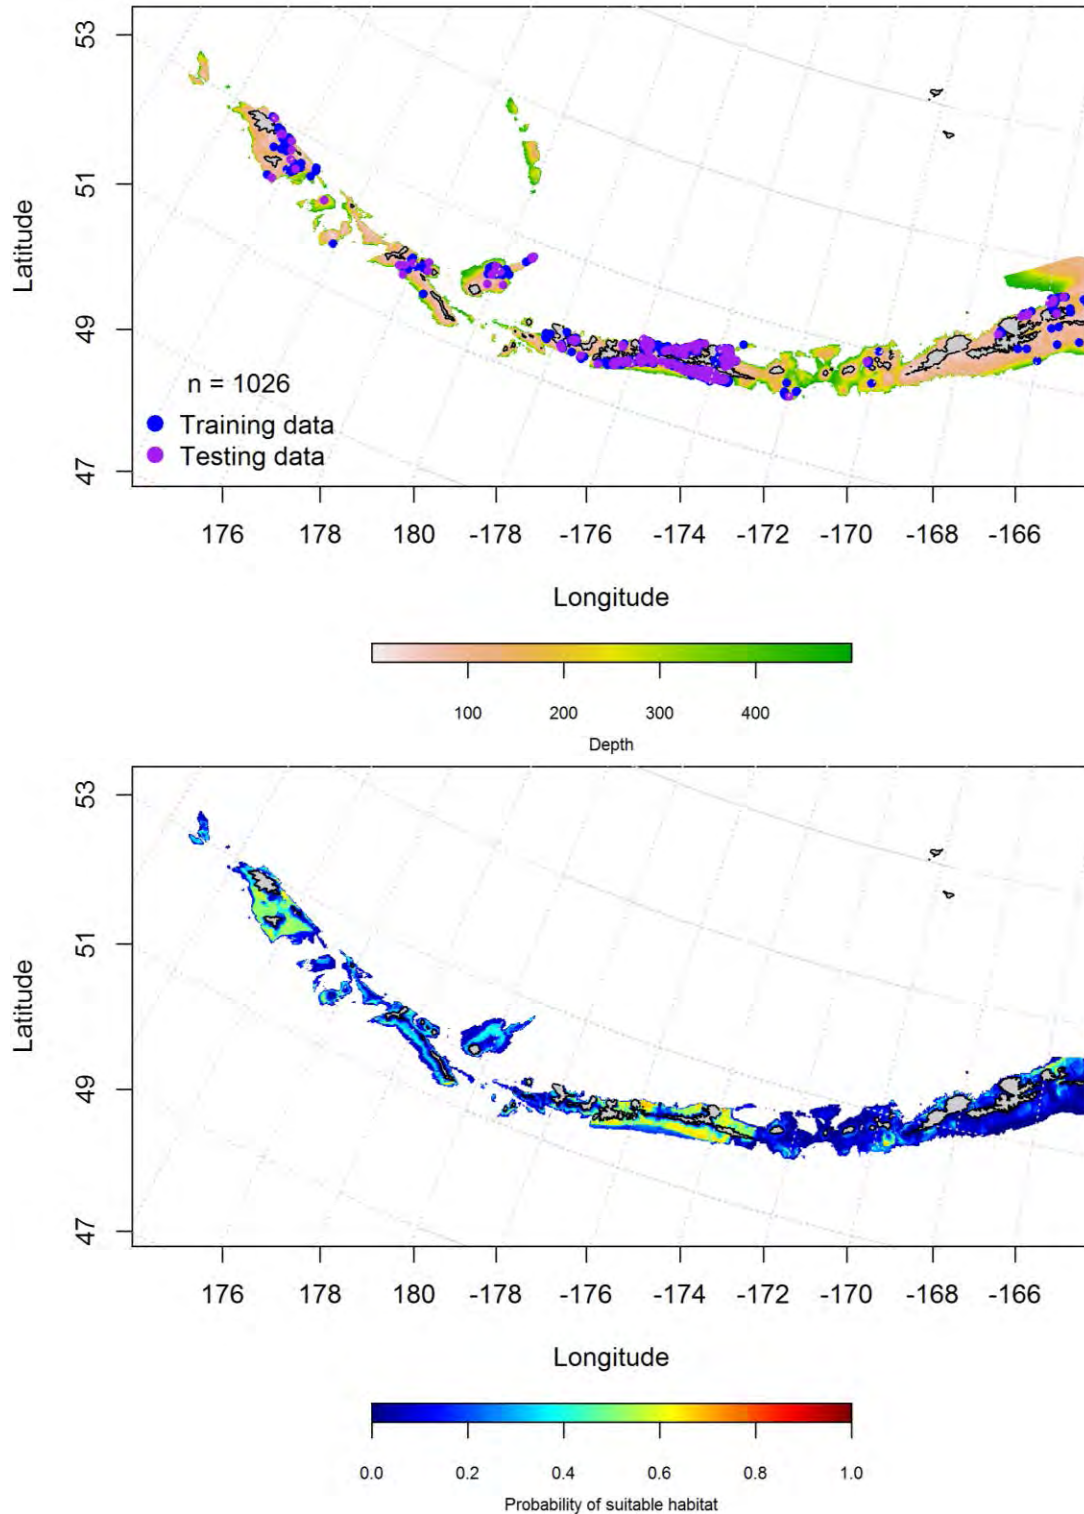 53
51
49
47
Latitude
n = 1026
Training data
Testing data
176 178 180 -178 -176 -174 -172 -170 -168 -166
Longitude
100 200 300 400
Depth
53
51
49
47
Latitude
176 178 180 -178 -176 -174 -172 -170 -168 -166
Longitude
0.0 0.2 0.4 0.6 0.8 1.0
Probability of suitable habitat